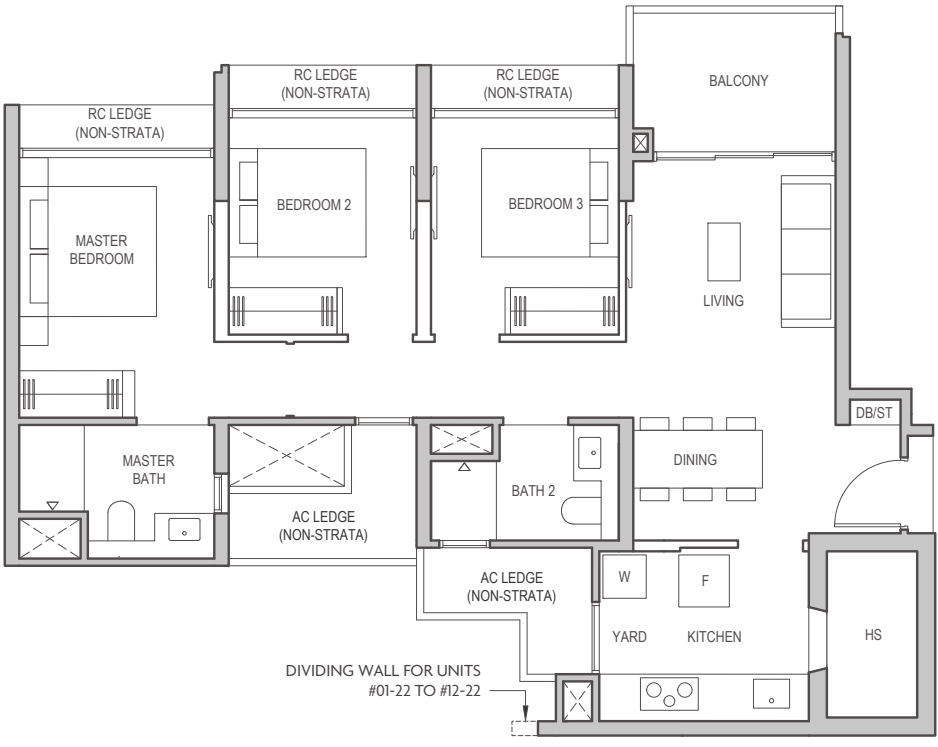 RC LEDGE
(NON-STRATA)
RC LEDGE
(NON-STRATA)
RC LEDGE
(NON-STRATA)
BALCONY
MASTER
BEDROOM
BEDROOM 2
BEDROOM 3
LIVING
DB/ST
MASTER
BATH
AC LEDGE
(NON-STRATA)
BATH 2
DINING
AC LEDGE
(NON-STRATA)
W
F
YARD
KITCHEN
HS
DIVIDING WALL FOR UNITS
#01-22 TO #12-22